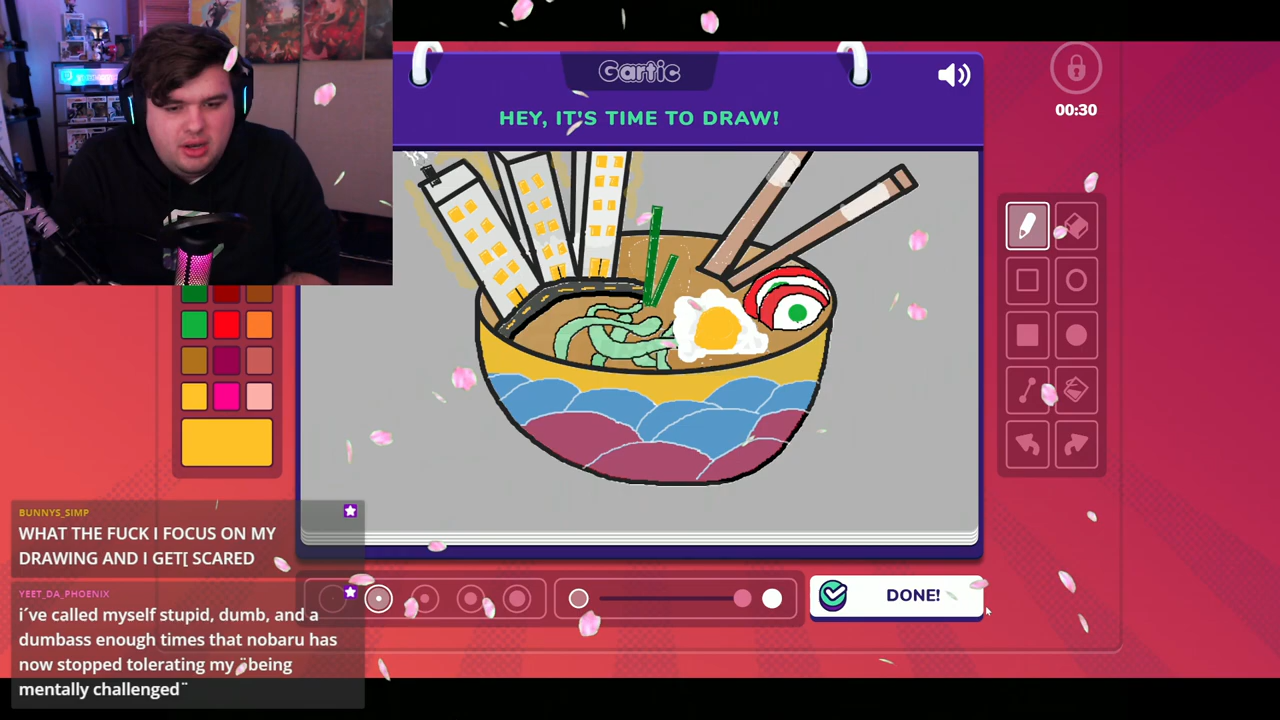 Gartic
HEY, IT'S TIME TO DRAW!
00:30
BUNNYS_SIMP
WHAT THE FUCK I FOCUS ON MY
DRAWING AND I GET[ SCARED
YEET_DA_PHOENIX
i´ve called myself stupid, dumb, and a
dumbass enough times that nobaru has
now stopped tolerating my ¨being
mentally challenged¨
DONE!